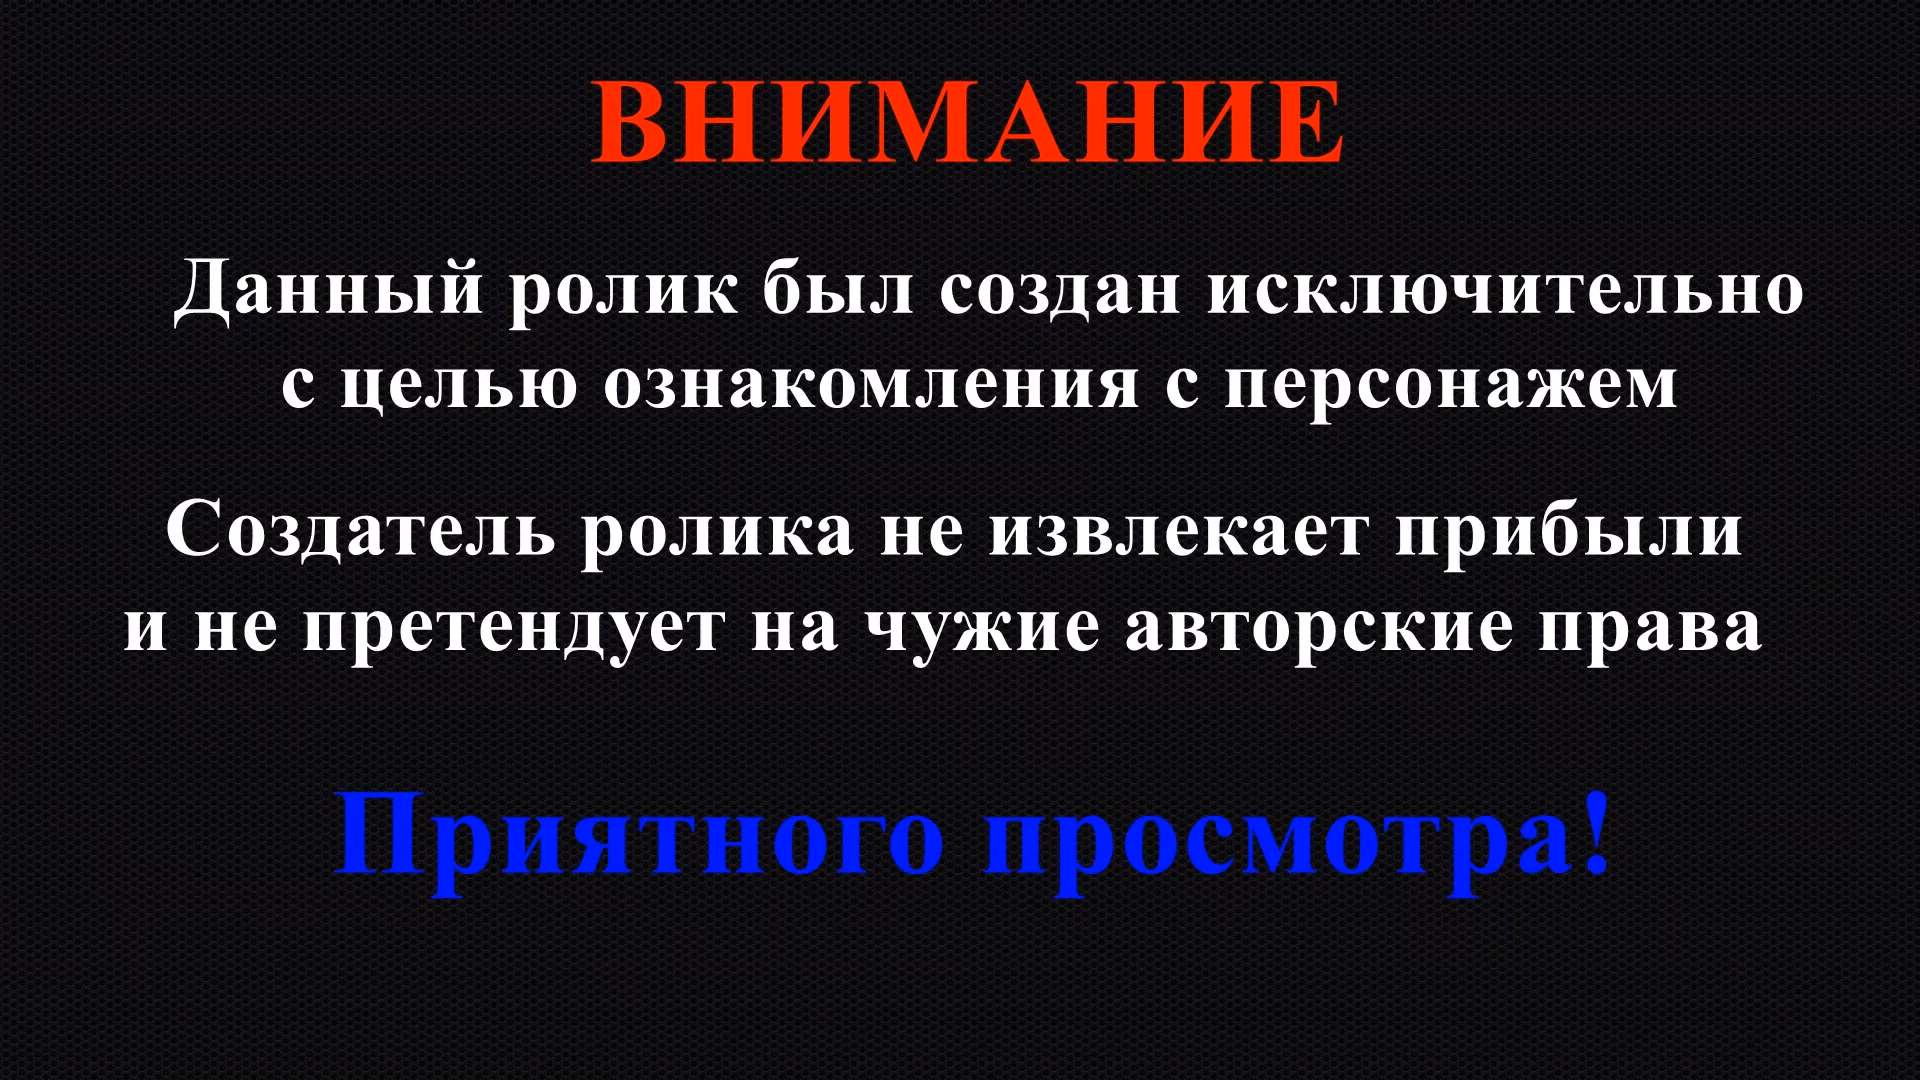 ВНИМАНИЕ
Данный ролик был создан исключительно
с целью ознакомления с персонажем
Создатель ролика не извлекает прибыли
и не претендует на чужие авторские права
Приятного просмотра!